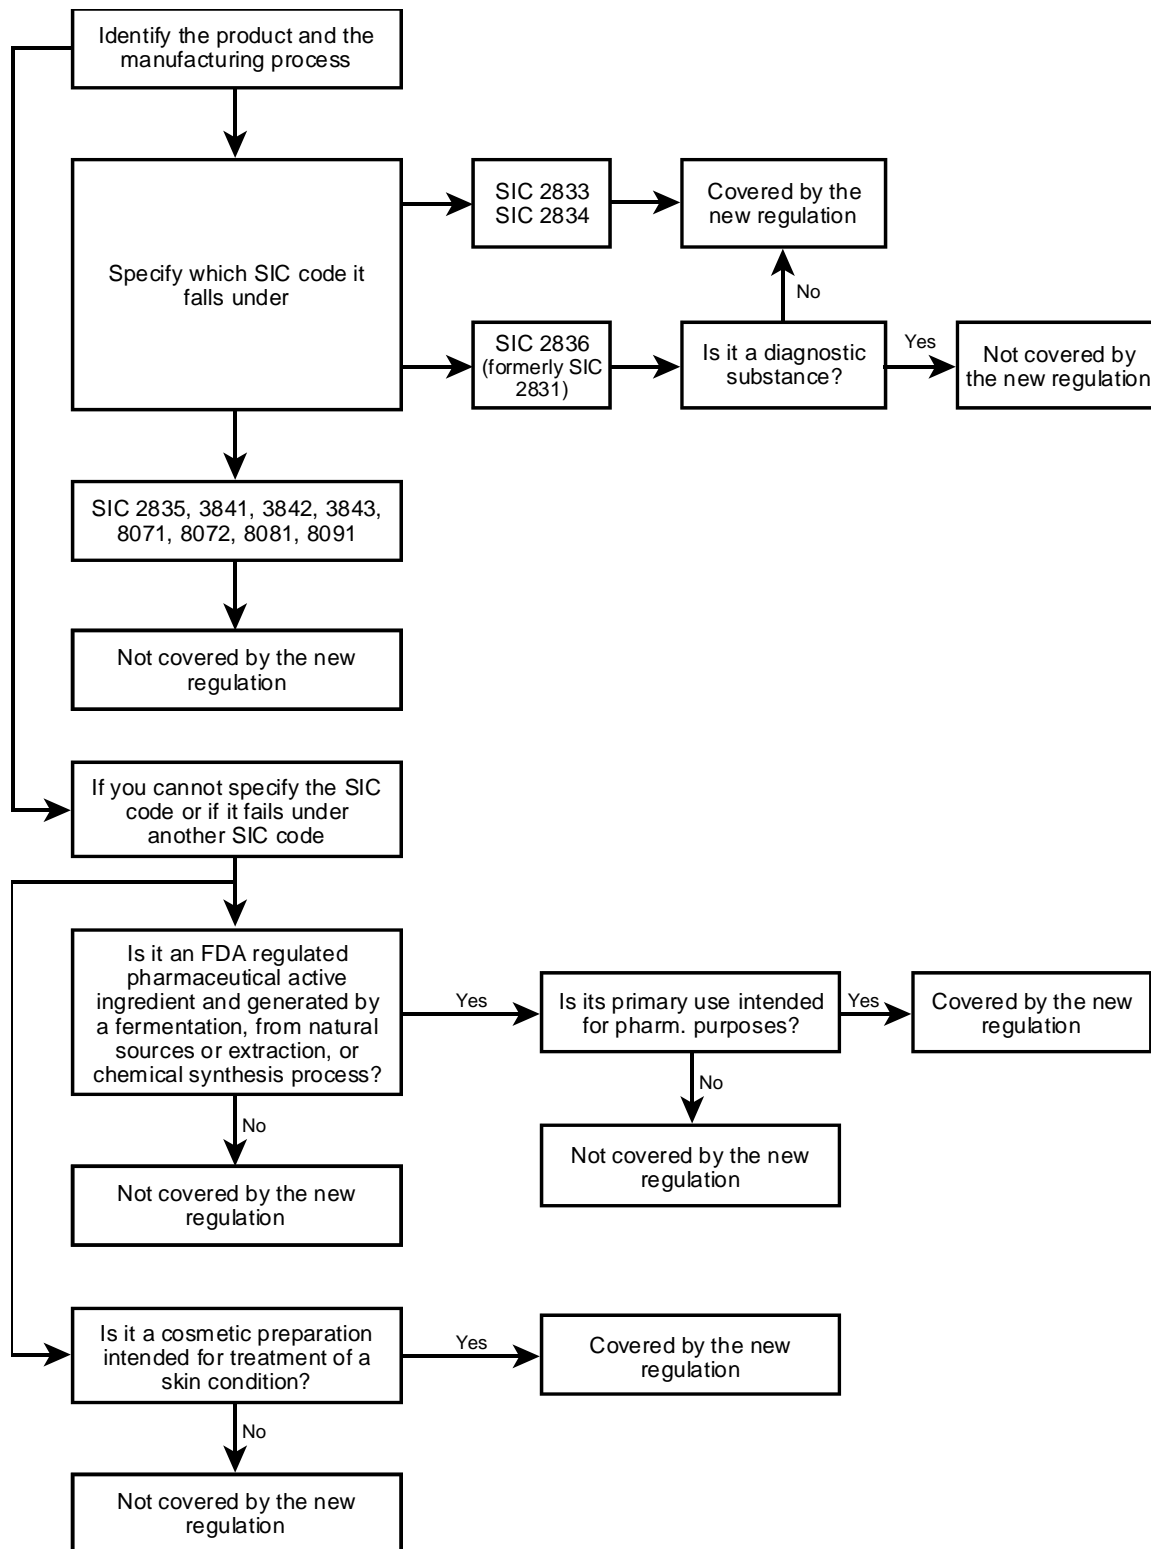 Identify the product and the
manufacturing process
Specify which SIC code it
falls under
SIC 2833
SIC 2834
Covered by the
new regulation
No
SIC 2836
(formerly SIC
2831)
Is it a diagnostic
substance?
Yes
Not covered by
the new regulation
SIC 2835, 3841, 3842, 3843,
8071, 8072, 8081, 8091
Not covered by the new
regulation
If you cannot specify the SIC
code or if it fails under
another SIC code
Is it an FDA regulated
pharmaceutical active
ingredient and generated by
a fermentation, from natural
sources or extraction, or
chemical synthesis process?
Yes
Is its primary use intended
for pharm. purposes?
Yes
Covered by the new
regulation
No
Not covered by the new
regulation
No
Not covered by the new
regulation
Is it a cosmetic preparation
intended for treatment of a
skin condition?
Yes
Covered by the new
regulation
No
Not covered by the new
regulation